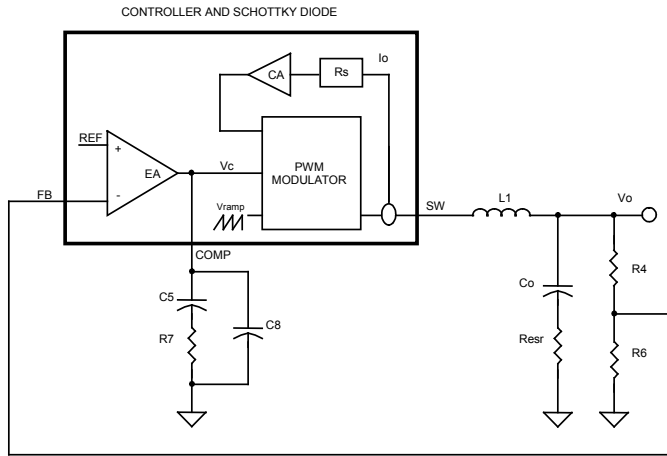 CONTROLLER AND SCHOTTKY DIODE
Io
CA
Rs
REF
+
EA
-
Vc
PWM
MODULATOR
FB
Vramp
SW
L1
Vo
COMP
C5
R7
C8
Co
Resr
R4
R6